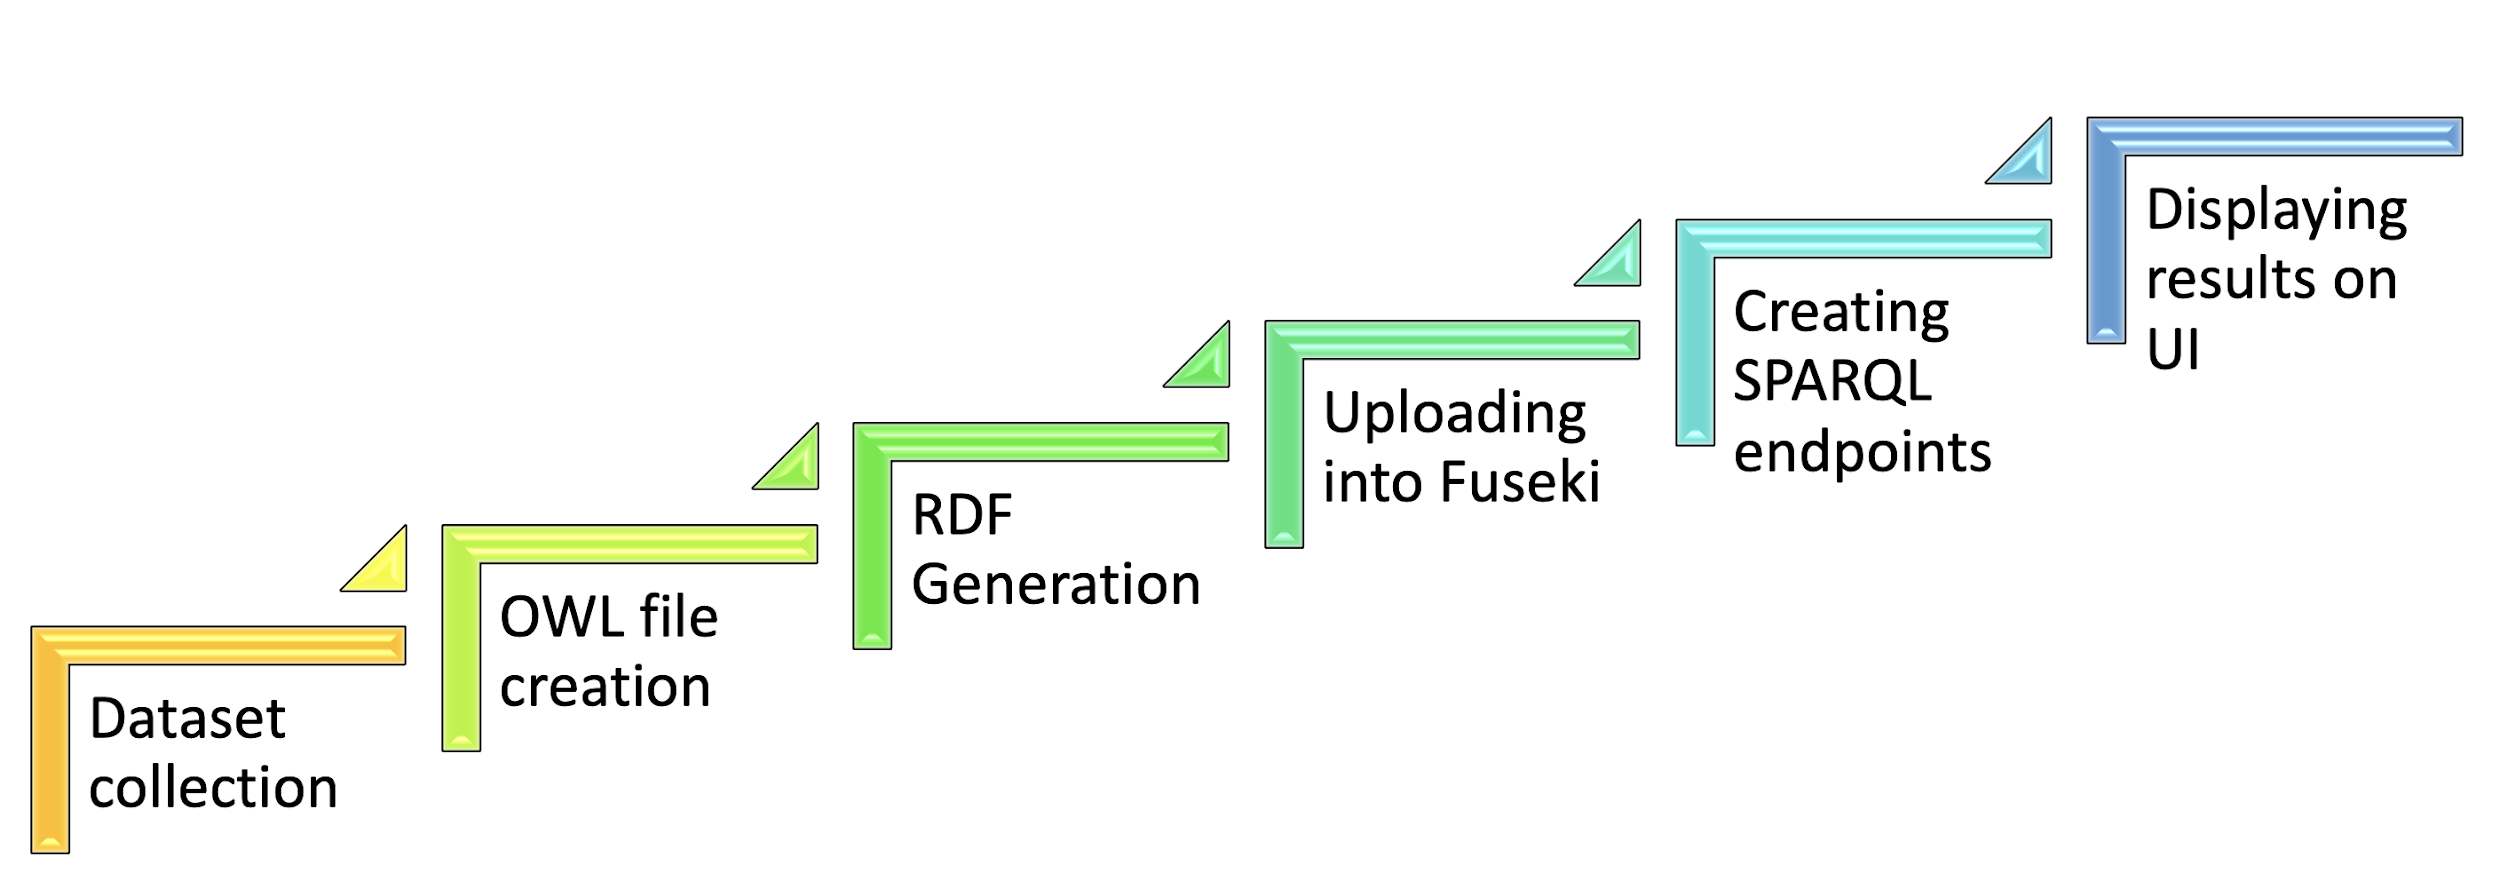 Dataset
collection
OWL file
creation
RDF
Generation
Uploading
into Fuseki
Creating
SPARQL
endpoints
Displaying
results on
UI